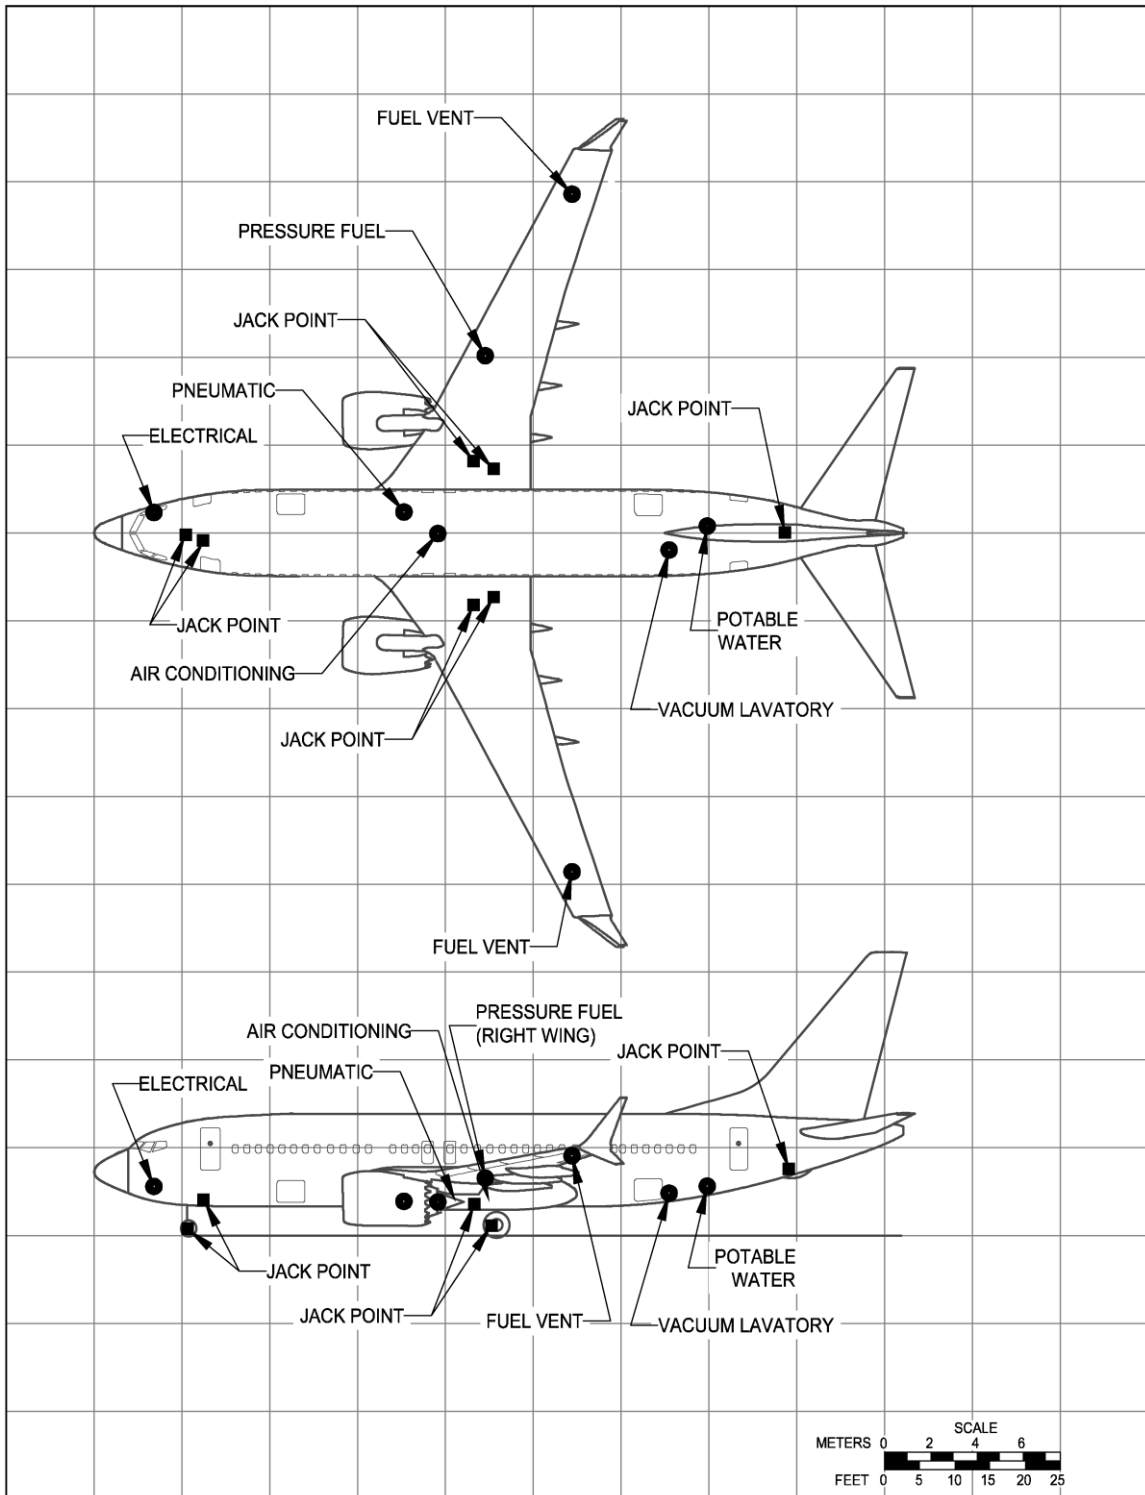 FUEL VENT
PRESSURE FUEL
JACK POINT
PNEUMATIC
JACK POINT
ELECTRICAL
JACK POINT
POTABLE
WATER
AIR CONDITIONING
VACUUM LAVATORY
JACK POINT
FUEL VENT
PRESSURE FUEL
(RIGHT WING)
AIR CONDITIONING
JACK POINT
PNEUMATIC
ELECTRICAL
POTABLE
WATER
JACK POINT
JACK POINT
FUEL VENT
VACUUM LAVATORY
SCALE
METERS 0 2 4 6
FEET 0 5 10 15 20 25